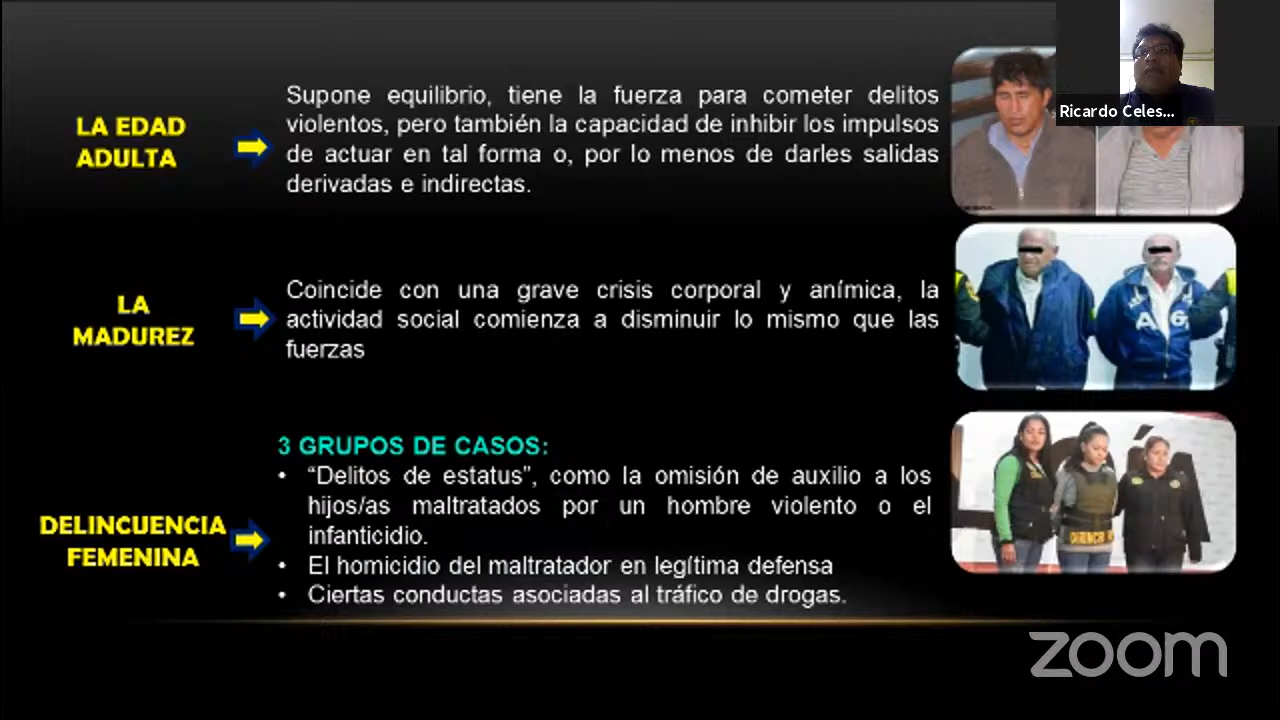 Ricardo Celes...
LA EDAD
ADULTA
Supone equilibrio, tiene la fuerza para cometer delitos
violentos, pero también la capacidad de inhibir los impulsos
de actuar en tal forma o, por lo menos de darles salidas
derivadas e indirectas.
LA
MADUREZ
Coincide con una grave crisis corporal y anímica, la
actividad social comienza a disminuir lo mismo que las
fuerzas
DELINCUENCIA
FEMENINA
3 GRUPOS DE CASOS:
• “Delitos de estatus”, como la omisión de auxilio a los
hijos/as maltratados por un hombre violento o el
infanticidio.
• El homicidio del maltratador en legítima defensa
• Ciertas conductas asociadas al tráfico de drogas.
zoom